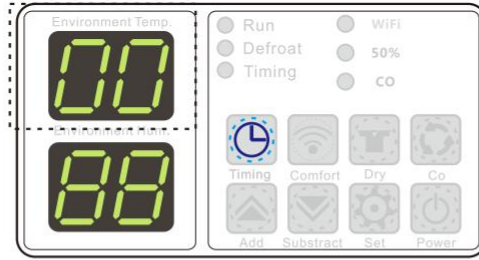 Environment Temp.
00
Environment Hum.
88
Run
Defroat
Timing
WiFi
50%
CO
Timing Comfort Dry Co
Add Substract Set Power